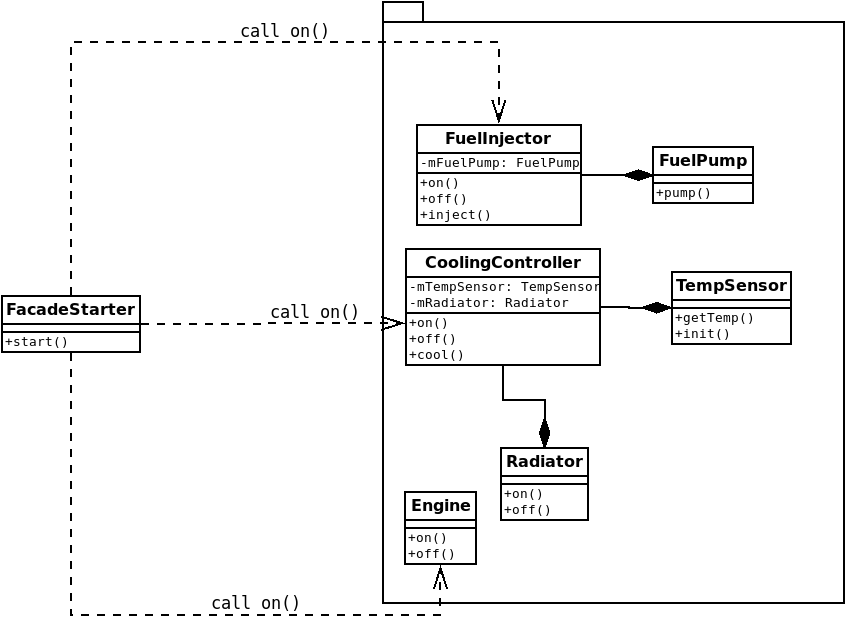 call on()
FuelInjector
-mFuelPump: FuelPump
+on()
+off()
+inject()
FuelPump
+pump()
CoolingController
-mTempSensor: TempSensor
-mRadiator: Radiator
+on()
+off()
+cool()
TempSensor
+getTemp()
+init()
FacadeStarter
+start()
call on()
Radiator
+on()
+off()
Engine
+on()
+off()
call on()